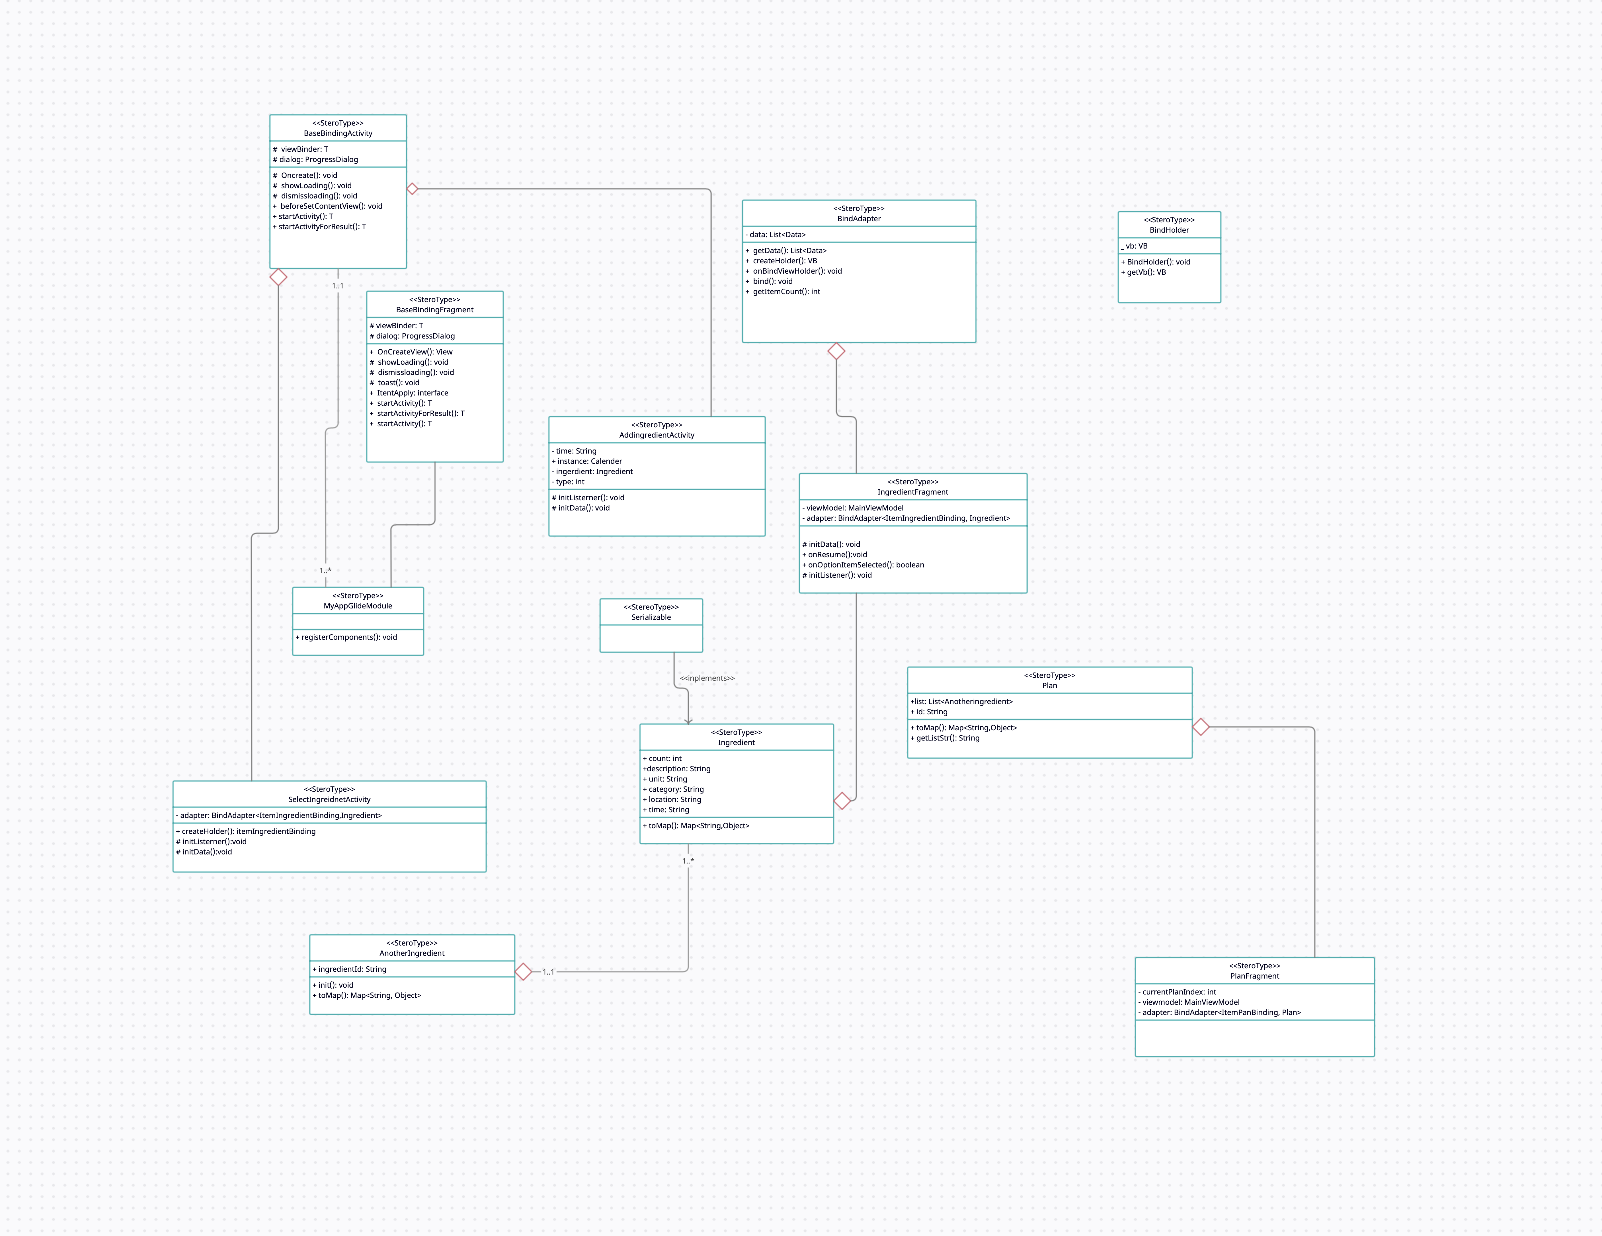 <<SteroType>>
BaseBindingActivity
# viewBinder: T
# dialog: ProgressDialog
# Oncreate(): void
# showLoading(): void
# dismissloading(): void
+ beforeSetContentView(): void
+ startActivity(): T
+ startActivityForResult(): T
1..1
<<SteroType>>
BaseBindingFragment
# viewBinder: T
# dialog: ProgressDialog
+ OnCreateView(): View
# showLoading(): void
# dismissloading(): void
# toast(): void
+ ItentApply: interface
+ startActivity(): T
+ startActivityForResult(): T
+ startActivity(): T
<<SteroType>>
BindAdapter
- data: List<Data>
+ getData(): List<Data>
+ createHolder(): VB
+ onBindViewHolder(): void
+ bind(): void
+ getItemCount(): int
<<SteroType>>
BindHolder
_ vb: VB
+ BindHolder(): void
+ getVb(): VB
<<SteroType>>
AddingredientActivity
- time: String
+ instance: Calender
- ingerdient: Ingredient
- type: int
# initListerner(): void
# initData(): void
<<SteroType>>
IngredientFragment
- viewModel: MainViewModel
- adapter: BindAdapter<ItemIngredientBinding, Ingredient>
# initData(): void
+ onResume():void
+ onOptionItemSelected(): boolean
# initListener(): void
1..*
<<SteroType>>
MyAppGlideModule
+ registerComponents(): void
<<StereoType>>
Serializable
<<inplements>>
<<SteroType>>
Plan
+list: List<Anotheringredient>
+ id: String
+ toMap(): Map<String,Object>
+ getListStr(): String
<<SteroType>>
Ingredient
+ count: int
+description: String
+ unit: String
+ category: String
+ location: String
+ time: String
+ toMap(): Map<String,Object>
1..*
<<SteroType>>
SelectIngreidnetActivity
- adapter: BindAdapter<ItemIngredientBinding,Ingredient>
+ createHolder(): itemIngredientBinding
# initListerner():void
# initData():void
<<SteroType>>
AnotherIngredient
+ ingredientId: String
+ init(): void
+ toMap(): Map<String, Object>
1..1
<<SteroType>>
PlanFragment
- currentPlanIndex: int
- viewmodel: MainViewModel
- adapter: BindAdapter<ItemPanBinding, Plan>